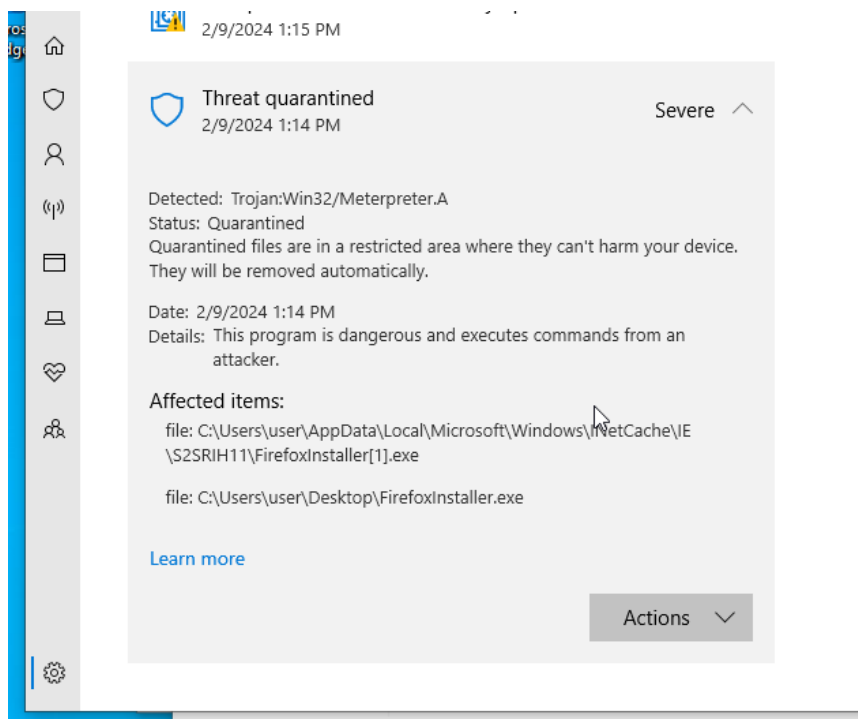 2/9/2024 1:15 PM
Threat quarantined
2/9/2024 1:14 PM
Severe
Detected: Trojan:Win32/Meterpreter.A
Status: Quarantined
Quarantined files are in a restricted area where they can't harm your device.
They will be removed automatically.
Date: 2/9/2024 1:14 PM
Details: This program is dangerous and executes commands from an
attacker.
Affected items:
file: C:\Users\user\AppData\Local\Microsoft\Windows\INetCache\IE
\S2SRIH11\FirefoxInstaller[1].exe
file: C:\Users\user\Desktop\FirefoxInstaller.exe
Learn more
Actions